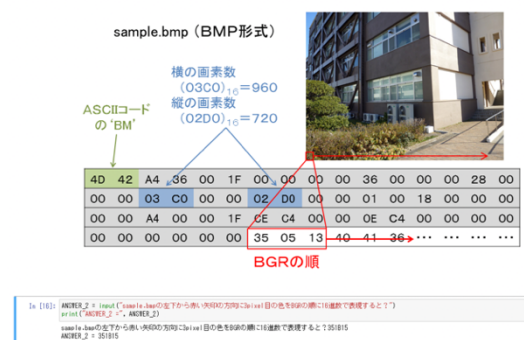 sample.bmp（BMP形式）
横の画素数
(03C0)₁₆＝960
縦の画素数
(02D0)₁₆＝720
ASCIIコード
の‘BM’
4D 42 A4 36 00 1F 00 00 00 00 36 00 00 00 28 00
00 00 03 C0 00 00 02 D0 00 00 01 00 18 00 00 00
00 00 A4 00 00 1F CE C4 00 00 0E C4 00 00 00 00
00 00 00 00 00 00 35 05 13 40 41 36 … … … …
BGRの順
In [16]: ANSWER_2 = input("sample.bmpの左下から赤い矢印の方向に3pixel目の色をBGRの順に16進数で表現すると？")
print("ANSWER_2 =", ANSWER_2)
sample.bmpの左下から赤い矢印の方向に3pixel目の色をBGRの順に16進数で表現すると？351815
ANSWER_2 = 351815